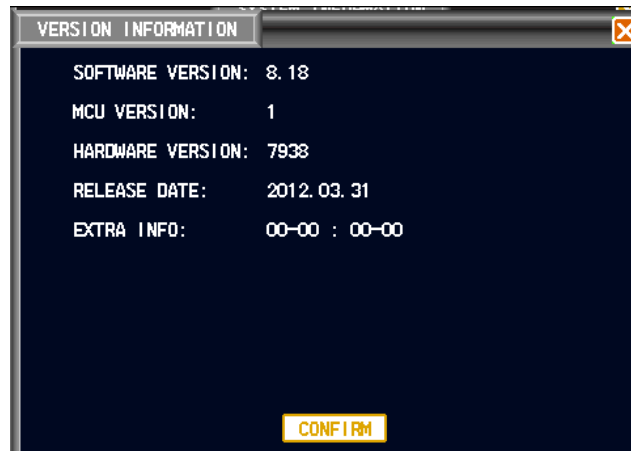 VERSION INFORMATION
SOFTWARE VERSION: 8.18
MCU VERSION: 1
HARDWARE VERSION: 7938
RELEASE DATE: 2012.03.31
EXTRA INFO: 00-00 : 00-00
CONFIRM